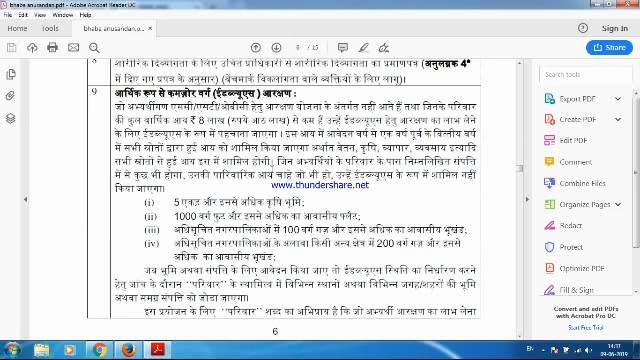 bhaba anusandan.pdf - Adobe Acrobat Reader DC
File Edit View Window Help
Home Tools bhaba anusandan.p... × Sign In
6 / 15 Share
8 शारीरिक दिव्यांगता के लिए उचित प्राधिकारी से शारीरिक दिव्यांगता का प्रमाणपत्र (अनुलग्नक 4*
में दिए गए प्रपत्र के अनुसार) (बेंचमार्क विकलांगता वाले व्यक्तियों के लिए लागू)।
9 आर्थिक रूप से कमज़ोर वर्ग (ईडब्ल्यूएस) आरक्षण:
जो अभ्यर्थीगण एससी/एसटी/ओबीसी हेतु आरक्षण योजना के अंतर्गत नहीं आते हैं तथा जिनके परिवार
की कुल वार्षिक आय ₹ 8 लाख (रुपये आठ लाख) से कम हैं उन्हें ईडब्ल्यूएस हेतु आरक्षण का लाभ लेने
के लिए ईडब्ल्यूएस के रूप में पहचाना जाएगा। इस आय में आवेदन वर्ष से एक वर्ष पूर्व के वित्तीय वर्ष में
सभी स्रोतों द्वारा हुई आय को शामिल किया जाएगा अर्थात वेतन, कृषि, व्यापार, व्यवसाय इत्यादि
सभी स्रोतों से हुई आय इस में शामिल होगी; जिन अभ्यर्थियों के परिवार के पास निम्नलिखित संपत्ति
में से कुछ भी होगा, उनकी पारिवारिक आय चाहे जो भी हो, उन्हें ईडब्ल्यूएस के रूप में शामिल नहीं
किया जाएगा।
www.thundershare.net
(i) 5 एकड़ और इससे अधिक कृषि भूमि;
(ii) 1000 वर्ग फुट और इससे अधिक का आवासीय फ्लैट;
(iii) अधिसूचित नगरपालिकाओं में 100 वर्ग गज़ और इससे अधिक का आवासीय भूखंड;
(iv) अधिसूचित नगरपालिकाओं के अलावा किसी अन्य क्षेत्र में 200 वर्ग गज़ और इससे
अधिक का आवासीय भूखंड;
जब भूमि अथवा संपत्ति के लिए आवेदन किया जाए तो ईडब्ल्यूएस स्थिति का निर्धारण करने
हेतु जांच के दौरान "परिवार" के स्वामित्व में विभिन्न स्थानों अथवा विभिन्न जगह/शहरों की भूमि
अथवा समग्र संपत्ति को जोडा जाएगा।
इस प्रयोजन के लिए "परिवार" शब्द का अभिप्राय है कि जो अभ्यर्थी आरक्षण का लाभ लेना
6
Search tools
Export PDF
Create PDF
Edit PDF
Comment
Combine Files
Organize Pages
Redact
Protect
Optimize PDF
Fill & Sign
Convert and edit PDFs
with Acrobat Pro DC
Start Free Trial
14:37
09-06-2019